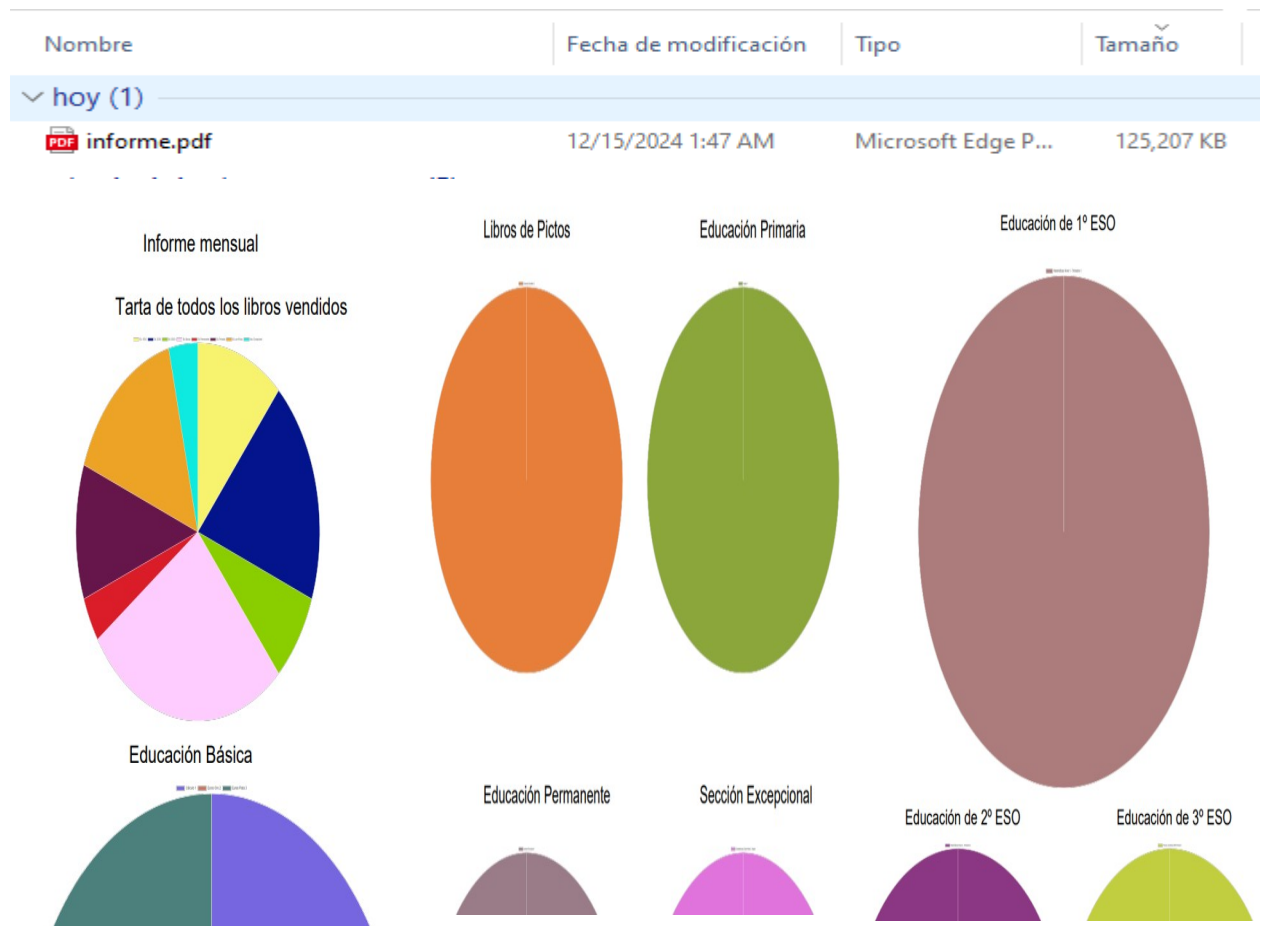 Nombre Fecha de modificación Tipo Tamaño
hoy (1)
PDF informe.pdf 12/15/2024 1:47 AM Microsoft Edge P... 125,207 KB
Informe mensual
Tarta de todos los libros vendidos
Libros de Pictos
Educación Primaria
Educación de 1º ESO
Educación Básica
Educación Permanente
Sección Excepcional
Educación de 2º ESO
Educación de 3º ESO